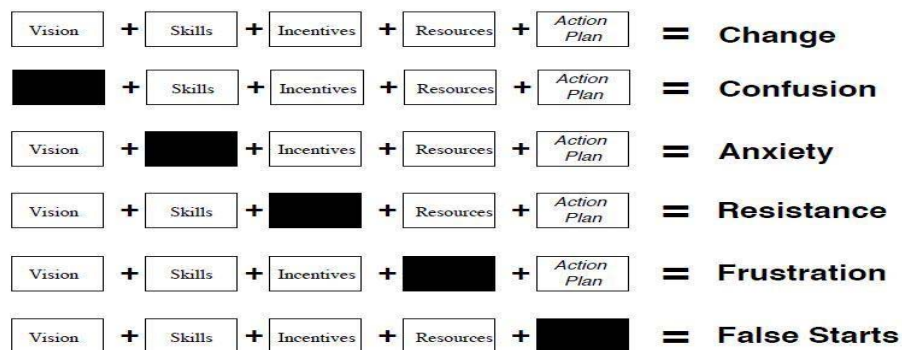 Vision + Skills + Incentives + Resources + Action Plan = Change
+ Skills + Incentives + Resources + Action Plan = Confusion
Vision + + Incentives + Resources + Action Plan = Anxiety
Vision + Skills + + Resources + Action Plan = Resistance
Vision + Skills + Incentives + + Action Plan = Frustration
Vision + Skills + Incentives + Resources + = False Starts